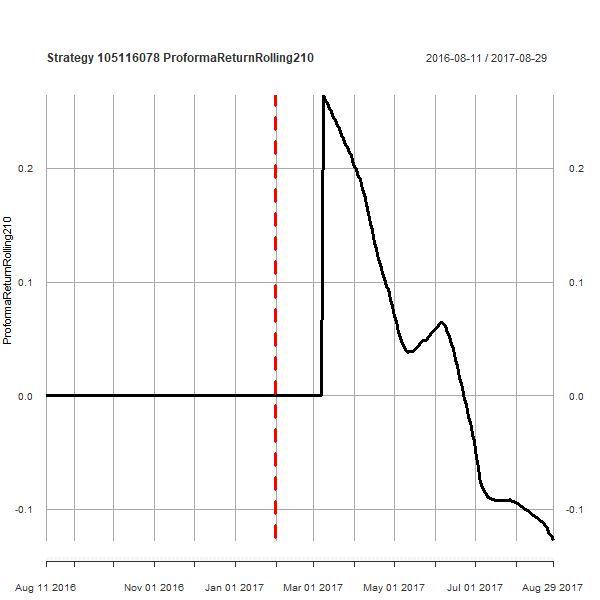 Strategy 105116078 ProformaReturnRolling210
2016-08-11 / 2017-08-29
ProformaReturnRolling210
0.2
0.2
0.1
0.1
0.0
0.0
-0.1
-0.1
Aug 11 2016
Nov 01 2016
Jan 01 2017
Mar 01 2017
May 01 2017
Jul 01 2017
Aug 29 2017